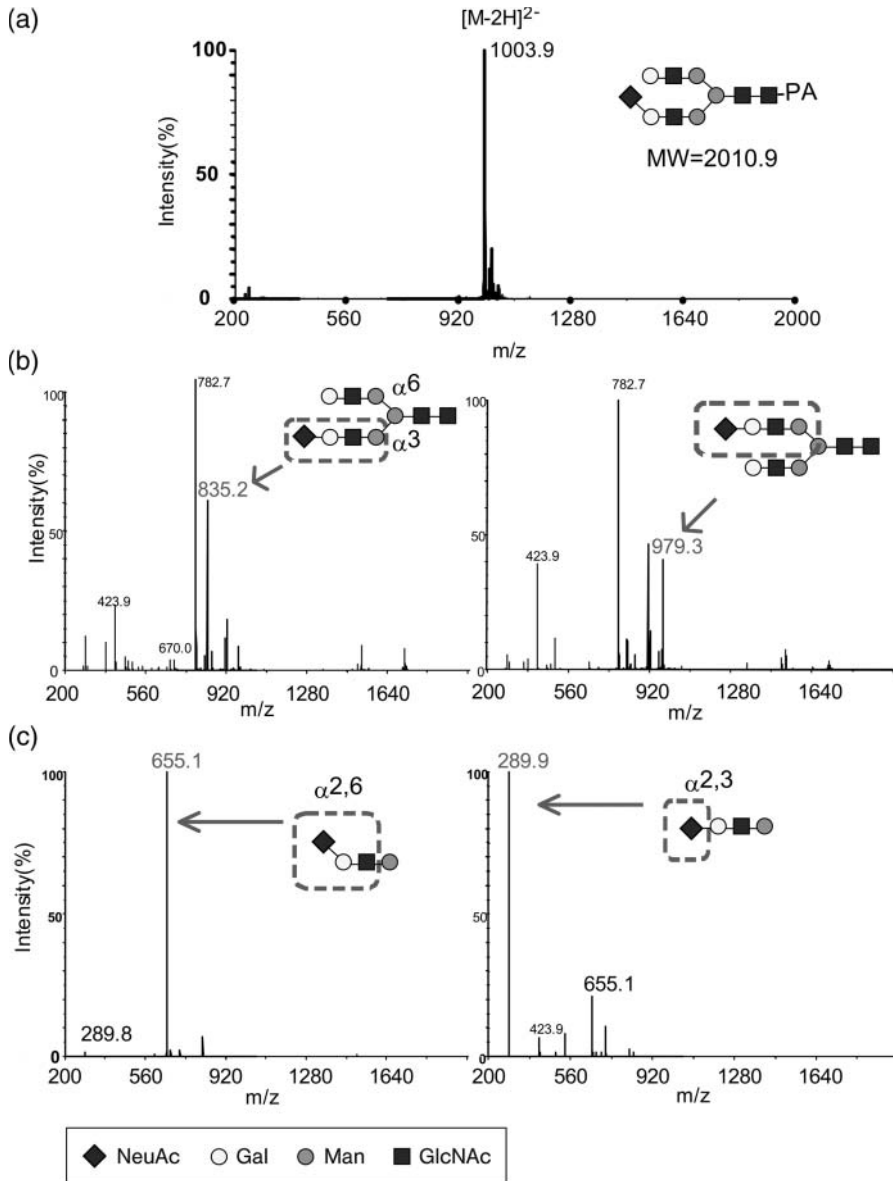 (a)
[M-2H]2-
1003.9
100
50
0
Intensity(%)
200 560 920 1280 1640 2000
m/z
-PA
MW=2010.9
(b)
100
50
0
Intensity(%)
782.7
835.2
423.9
670.0
α6
α3
200 560 920 1280 1640
m/z
100
50
0
782.7
423.9
979.3
200 560 920 1280 1640
m/z
(c)
655.1
100
50
0
Intensity(%)
289.8
α2,6
200 560 920 1280 1640
m/z
289.9
100
50
0
α2,3
655.1
423.9
200 560 920 1280 1640
m/z
NeuAc Gal Man GlcNAc